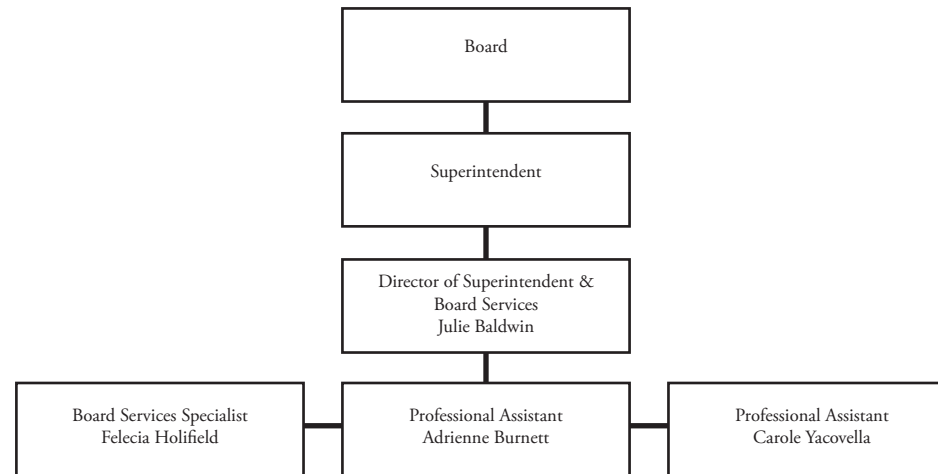 Board
Superintendent
Director of Superintendent &
Board Services
Julie Baldwin
Board Services Specialist
Felecia Holifield
Professional Assistant
Adrienne Burnett
Professional Assistant
Carole Yacovella